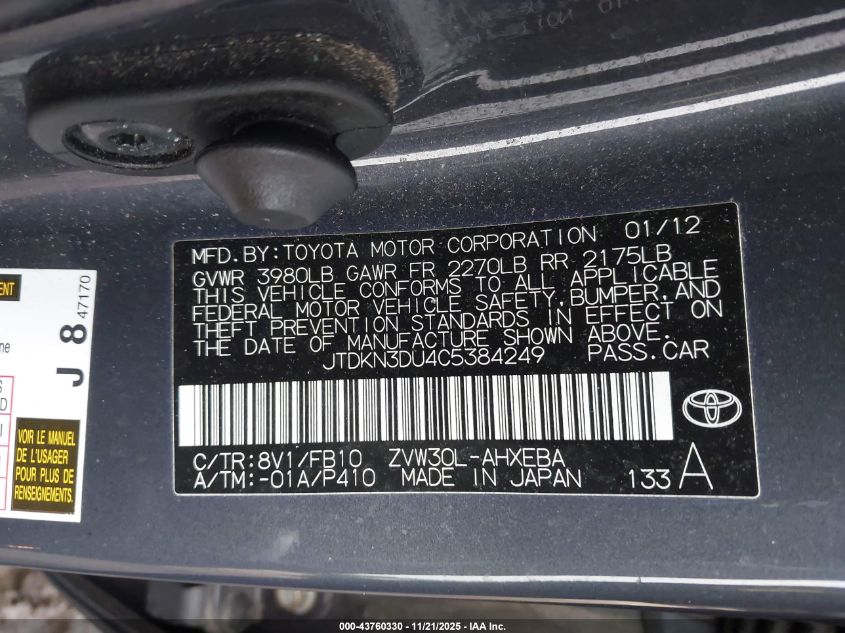 MFD. BY: TOYOTA MOTOR CORPORATION 01/12
GVWR 3980LB GAWR FR 2270LB RR 2175LB
THIS VEHICLE CONFORMS TO ALL APPLICABLE
FEDERAL MOTOR VEHICLE SAFETY, BUMPER, AND
THEFT PREVENTION STANDARDS IN EFFECT ON
THE DATE OF MANUFACTURE SHOWN ABOVE.
JTDKN3DU4C5384249 PASS. CAR
C/TR: 8V1/FB10 ZVW30L-AHXEBA
A/TM: -01A/P410 MADE IN JAPAN 133 A
J 8 47170
VOIR LE MANUEL
DE L'USAGER
POUR PLUS DE
RENSEIGNEMENTS.
000-43760330 - 11/21/2025 - IAA Inc.